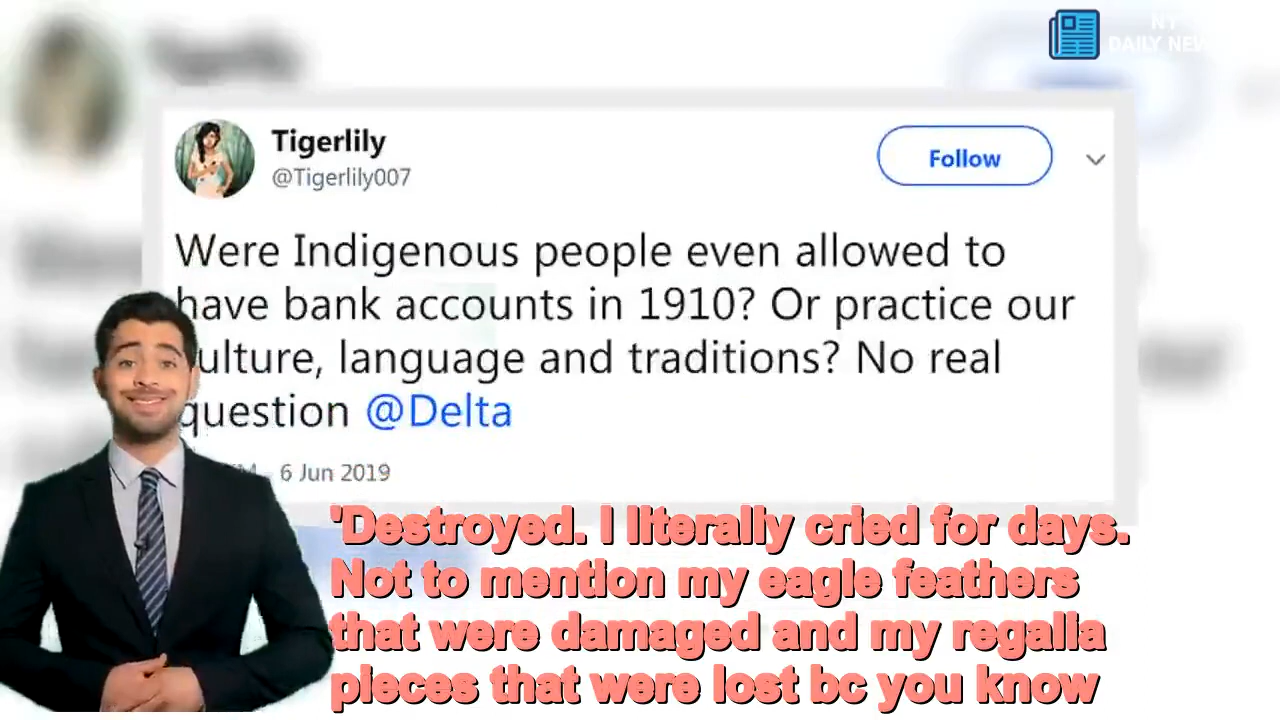 NY
DAILY NEW
Tigerlily
@Tigerlily007
Follow
Were Indigenous people even allowed to
have bank accounts in 1910? Or practice our
culture, language and traditions? No real
question @Delta
6 Jun 2019
'Destroyed. I literally cried for days.
Not to mention my eagle feathers
that were damaged and my regalia
pieces that were lost bc you know